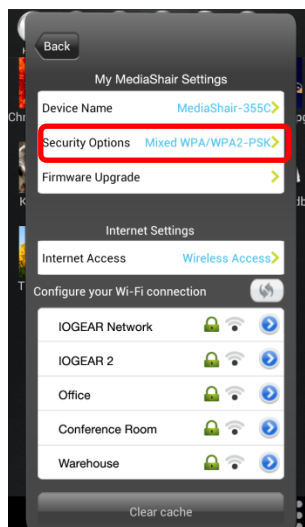 Back
My MediaShair Settings
Device Name MediaShair-355C
Security Options Mixed WPA/WPA2-PSK
Firmware Upgrade
Internet Settings
Internet Access Wireless Access
Configure your Wi-Fi connection
IOGEAR Network
IOGEAR 2
Office
Conference Room
Warehouse
Clear cache